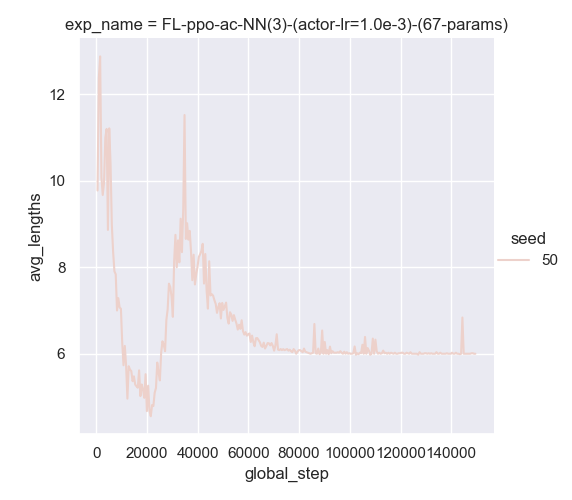 exp_name = FL-ppo-ac-NN(3)-(actor-lr=1.0e-3)-(67-params)
12
10
8
6
avg_lengths
0 20000 40000 60000 80000 100000 120000 140000
global_step
seed
50